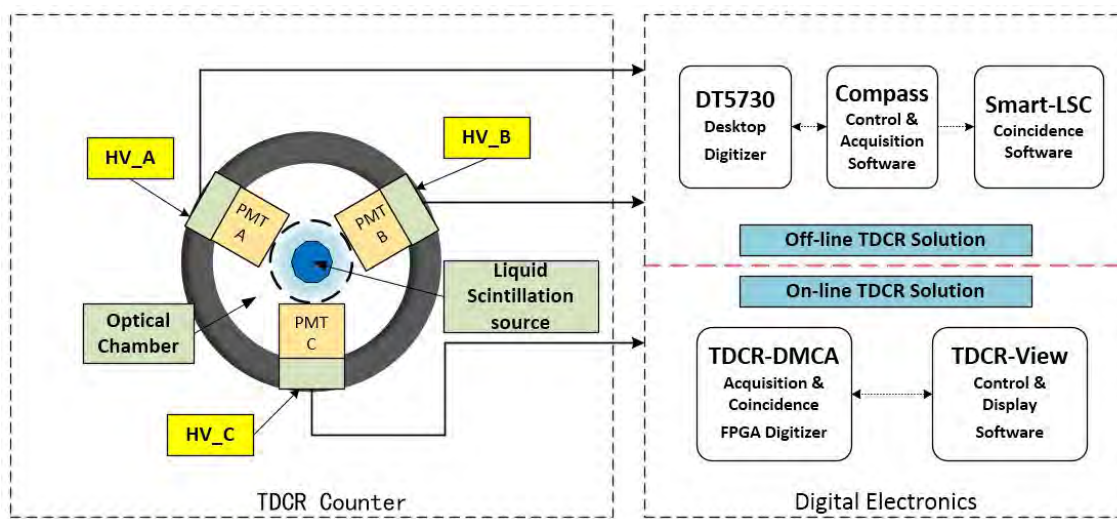 HV_A
HV_B
PMT
A
PMT
B
Optical
Chamber
Liquid
Scintillation
source
PMT
C
HV_C
TDCR Counter
DT5730
Desktop
Digitizer
Compass
Control &
Acquisition
Software
Smart-LSC
Coincidence
Software
Off-line TDCR Solution
On-line TDCR Solution
TDCR-DMCA
Acquisition &
Coincidence
FPGA Digitizer
TDCR-View
Control &
Display
Software
Digital Electronics